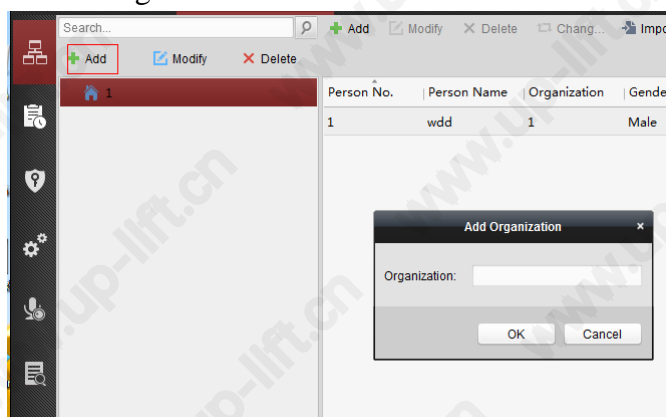 Search...
Add Modify Delete Chang... Impo
Add Modify Delete
1
Person No. Person Name Organization Gende
1 wdd 1 Male
Add Organization ×
Organization:
OK Cancel
www.up-lift.cn